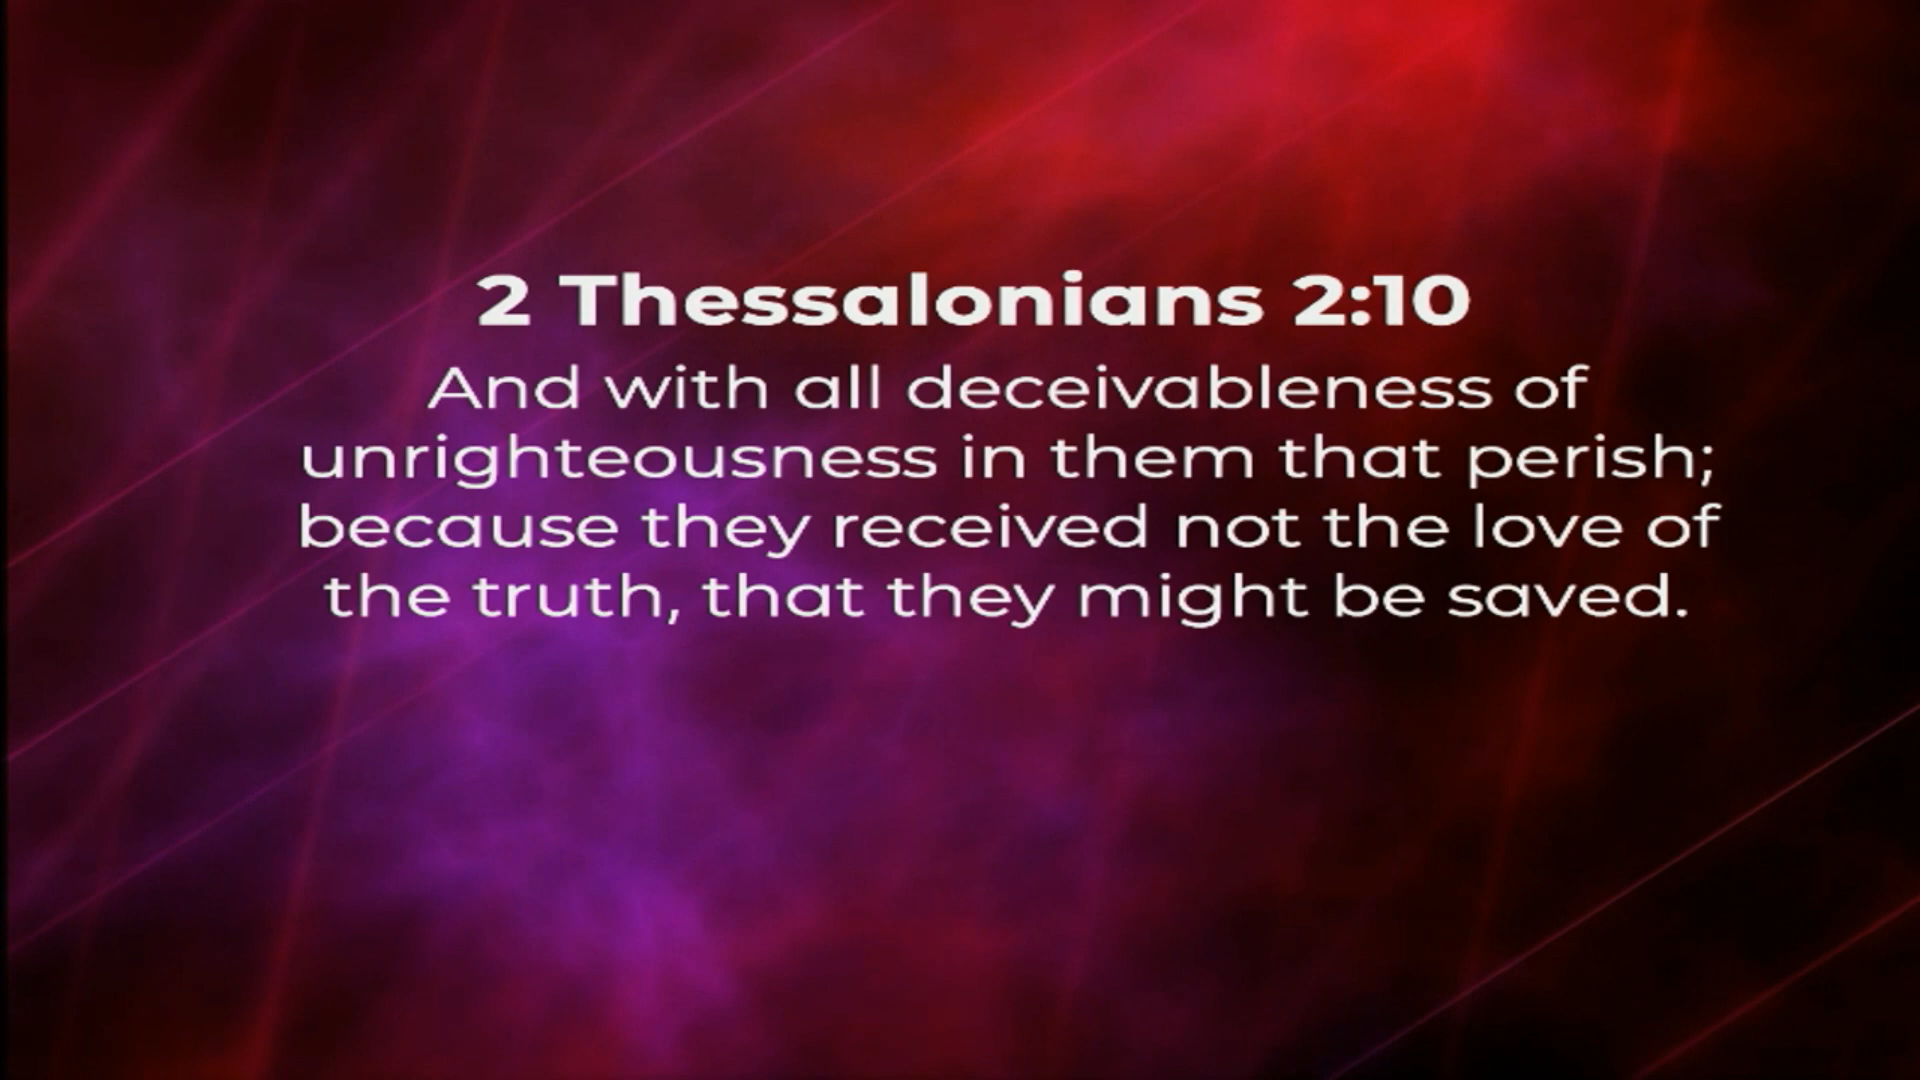 2 Thessalonians 2:10
And with all deceivableness of
unrighteousness in them that perish;
because they received not the love of
the truth, that they might be saved.